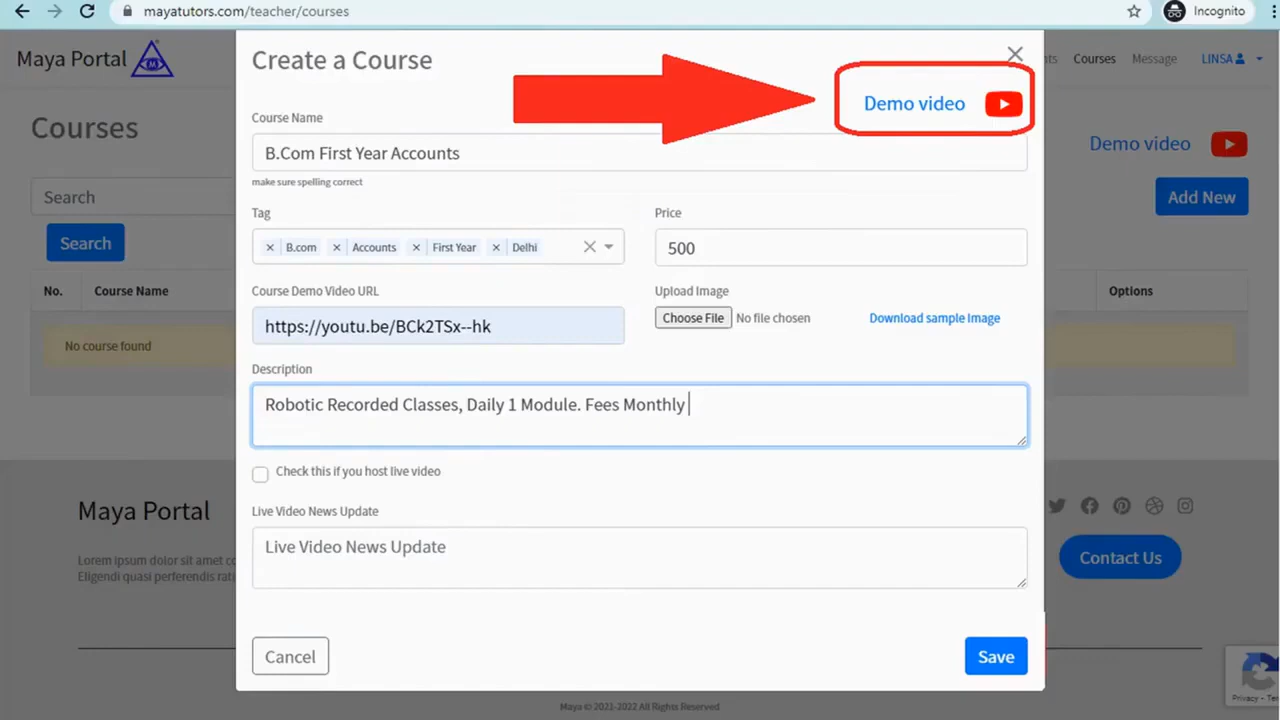 mayatutors.com/teacher/courses
Incognito
Maya Portal
Create a Course
Courses
Message
LINSA
Demo video
Courses
Course Name
B.Com First Year Accounts
make sure spelling correct
Demo video
Search
Add New
Search
Tag
Price
B.com
Accounts
First Year
Delhi
500
No.
Course Name
Course Demo Video URL
Upload Image
Options
https://youtu.be/BCk2TSx--hk
Choose File
No file chosen
Download sample Image
No course found
Description
Robotic Recorded Classes, Daily 1 Module. Fees Monthly
Check this if you host live video
Maya Portal
Live Video News Update
Live Video News Update
Lorem ipsum dolor sit amet
Eligendi quasi perferendis
Contact Us
Cancel
Save
Maya © 2021-2022 All Rights Reserved
Privacy